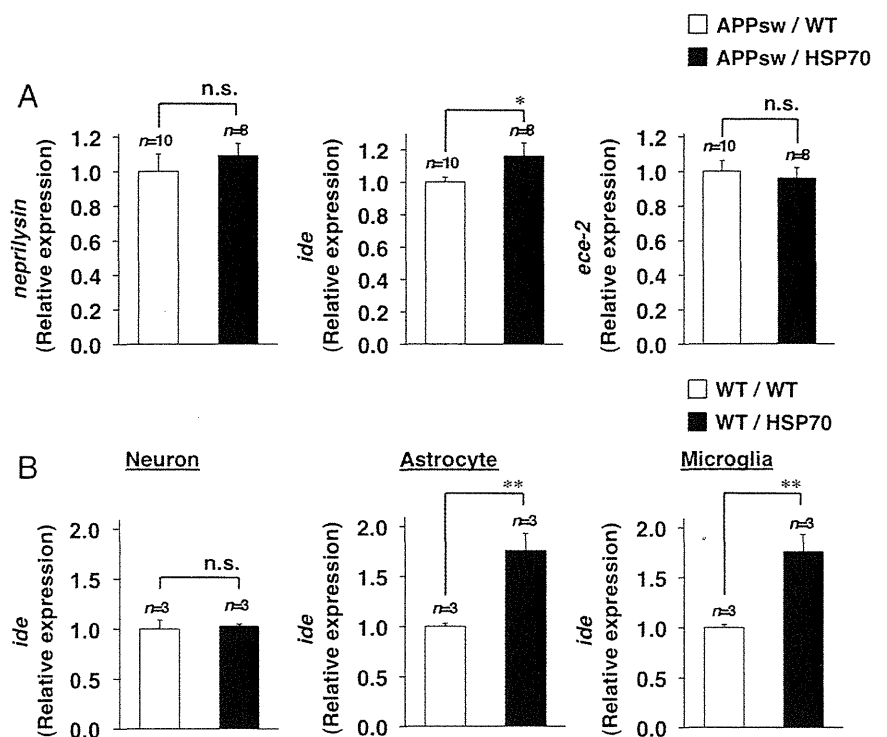 APPsw / WT
APPsw / HSP70
A
neprilysin
(Relative expression)
1.2
1.0
0.8
0.6
0.4
0.2
0.0
n=10
n=8
n.s.
ide
(Relative expression)
1.2
1.0
0.8
0.6
0.4
0.2
0.0
n=10
n=8
*
ece-2
(Relative expression)
1.2
1.0
0.8
0.6
0.4
0.2
0.0
n=10
n=8
n.s.
WT / WT
WT / HSP70
B
Neuron
ide
(Relative expression)
2.0
1.5
1.0
0.5
0.0
n=3
n=3
n.s.
Astrocyte
ide
(Relative expression)
2.0
1.5
1.0
0.5
0.0
n=3
n=3
**
Microglia
ide
(Relative expression)
2.0
1.5
1.0
0.5
0.0
n=3
n=3
**